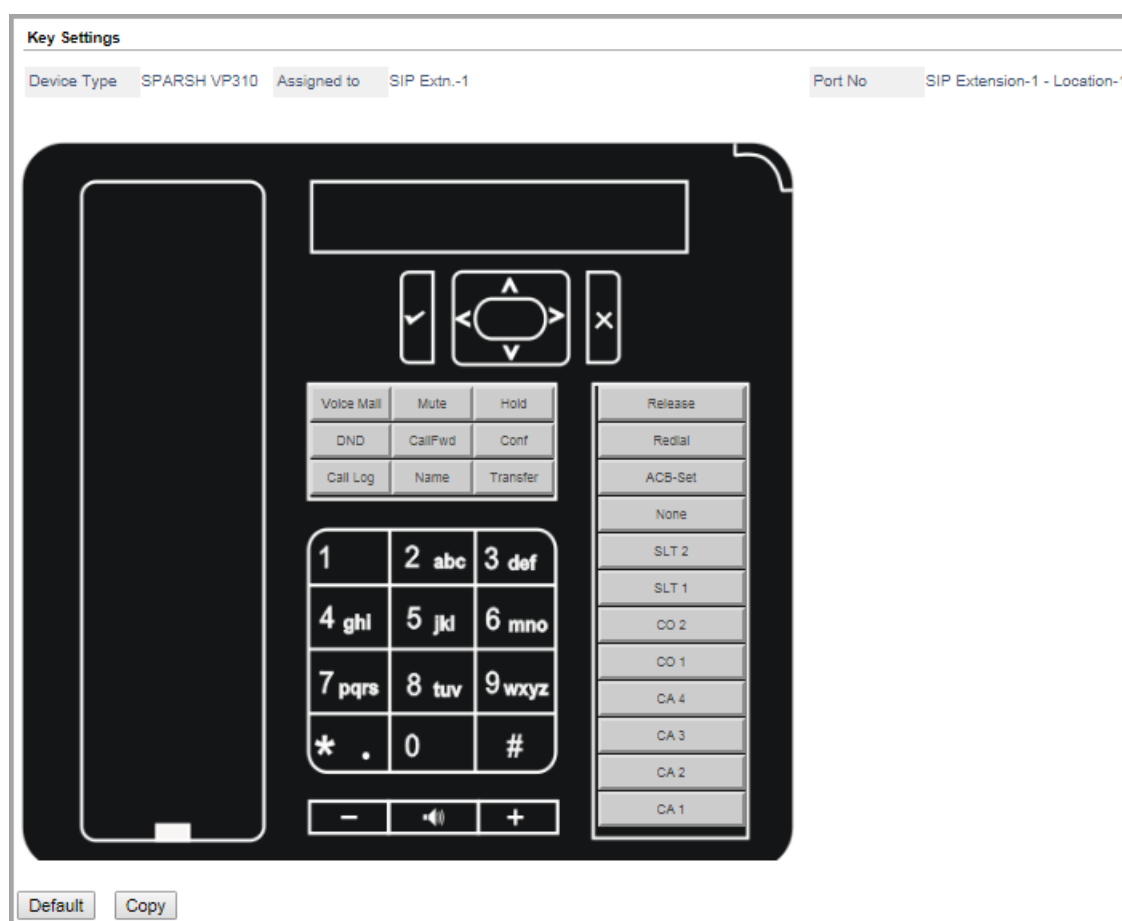 Key Settings
Device Type SPARSH VP310 Assigned to SIP Extn.-1 Port No SIP Extension-1 - Location-1
Voice Mail Mute Hold
DND CallFwd Conf
Call Log Name Transfer
Release
Redial
ACB-Set
None
SLT 2
SLT 1
CO 2
CO 1
CA 4
CA 3
CA 2
CA 1
1 2 abc 3 def
4 ghi 5 jkl 6 mno
7 pqrs 8 tuv 9 wxyz
* . 0 #
- +
Default Copy